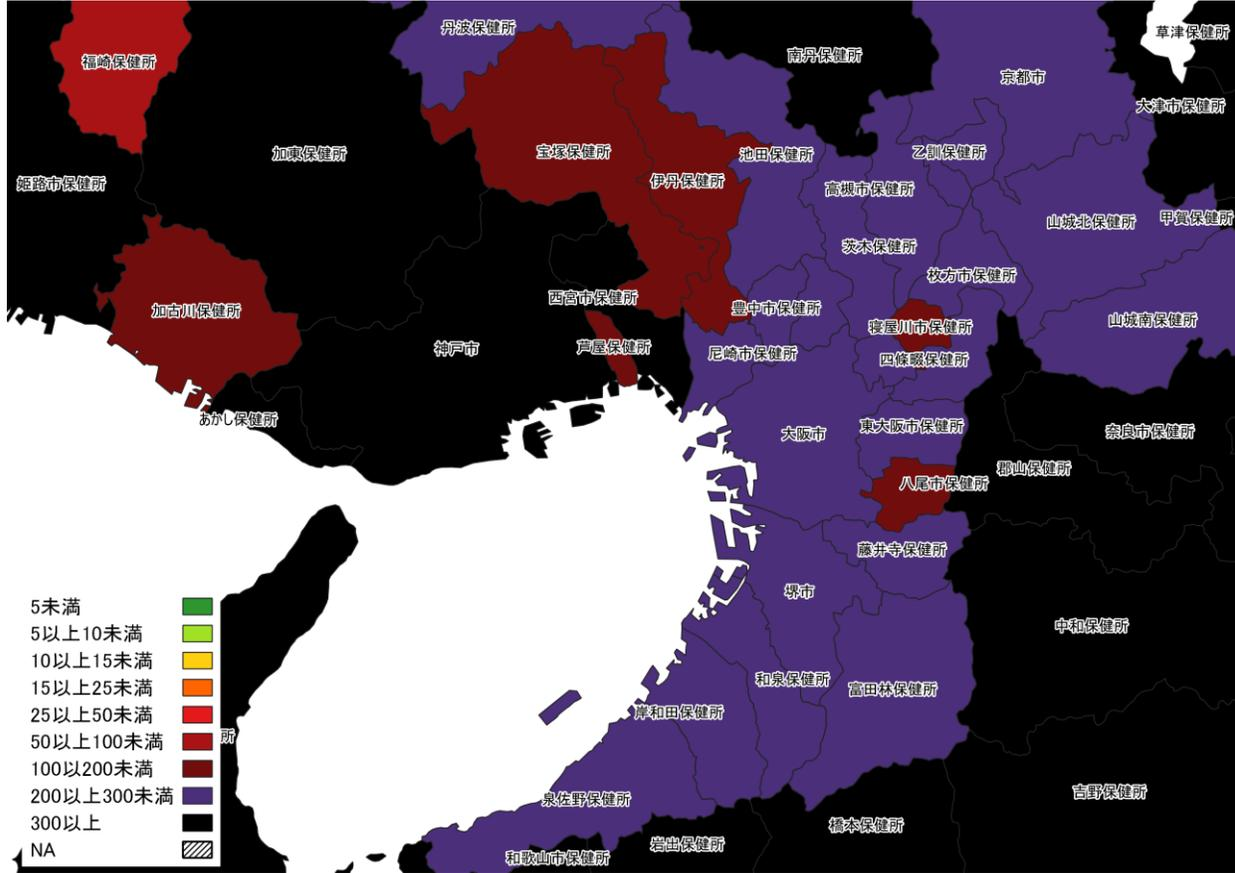 丹波保健所
草津保健所
南丹保健所
福崎保健所
京都市
大津市保健所
加東保健所
宝塚保健所
池田保健所
乙訓保健所
姫路市保健所
伊丹保健所
高槻市保健所
山城北保健所
甲賀保健所
茨木保健所
枚方市保健所
西宮市保健所
加古川保健所
豊中市保健所
山城南保健所
寝屋川市保健所
神戸市
芦屋保健所
尼崎市保健所
四條畷保健所
あかし保健所
東大阪市保健所
大阪市
奈良市保健所
郡山保健所
八尾市保健所
藤井寺保健所
堺市
中和保健所
和泉保健所
富田林保健所
岸和田保健所
所
泉佐野保健所
吉野保健所
橋本保健所
岩出保健所
和歌山市保健所
5未満
5以上10未満
10以上15未満
15以上25未満
25以上50未満
50以上100未満
100以200未満
200以上300未満
300以上
NA